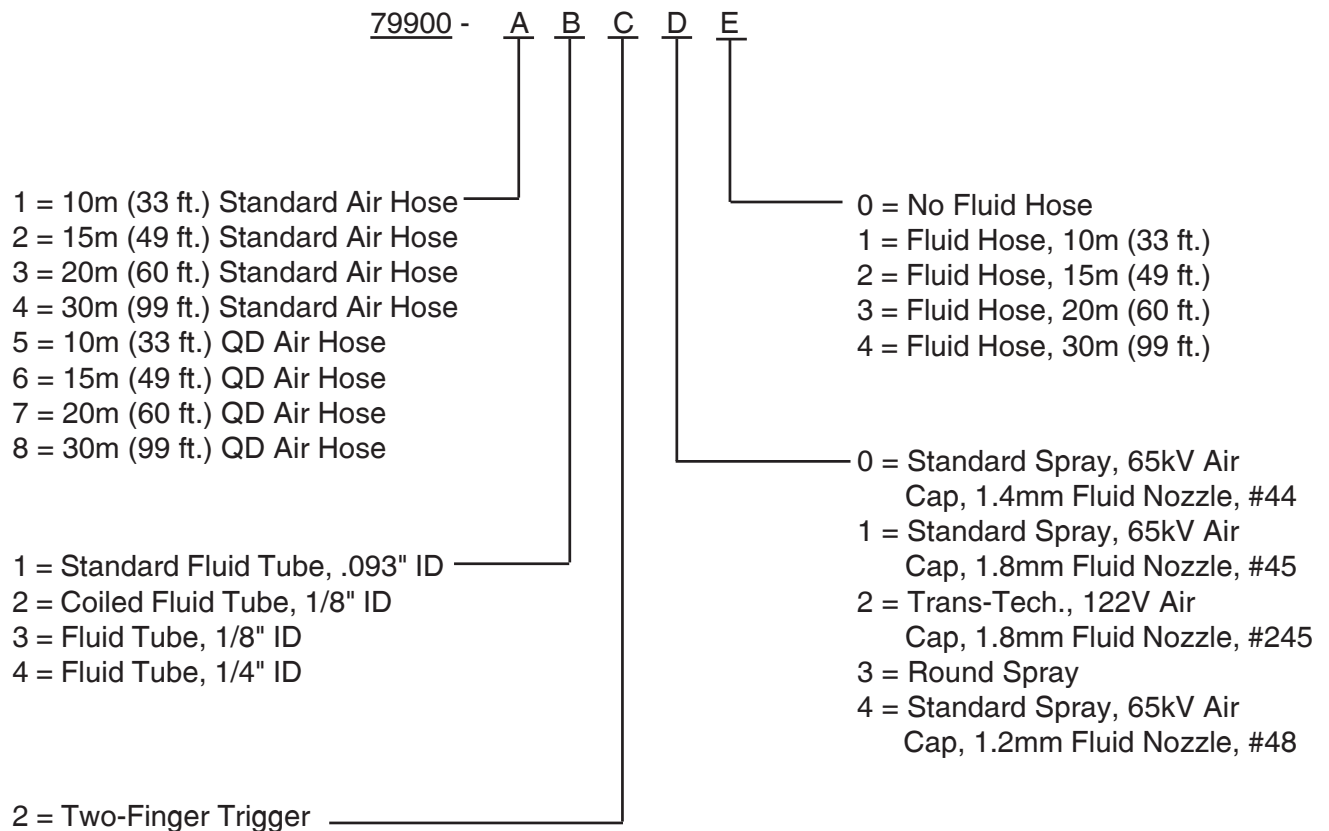 79900 - A B C D E
1 = 10m (33 ft.) Standard Air Hose
2 = 15m (49 ft.) Standard Air Hose
3 = 20m (60 ft.) Standard Air Hose
4 = 30m (99 ft.) Standard Air Hose
5 = 10m (33 ft.) QD Air Hose
6 = 15m (49 ft.) QD Air Hose
7 = 20m (60 ft.) QD Air Hose
8 = 30m (99 ft.) QD Air Hose
1 = Standard Fluid Tube, .093" ID
2 = Coiled Fluid Tube, 1/8" ID
3 = Fluid Tube, 1/8" ID
4 = Fluid Tube, 1/4" ID
2 = Two-Finger Trigger
0 = No Fluid Hose
1 = Fluid Hose, 10m (33 ft.)
2 = Fluid Hose, 15m (49 ft.)
3 = Fluid Hose, 20m (60 ft.)
4 = Fluid Hose, 30m (99 ft.)
0 = Standard Spray, 65kV Air
Cap, 1.4mm Fluid Nozzle, #44
1 = Standard Spray, 65kV Air
Cap, 1.8mm Fluid Nozzle, #45
2 = Trans-Tech., 122V Air
Cap, 1.8mm Fluid Nozzle, #245
3 = Round Spray
4 = Standard Spray, 65kV Air
Cap, 1.2mm Fluid Nozzle, #48